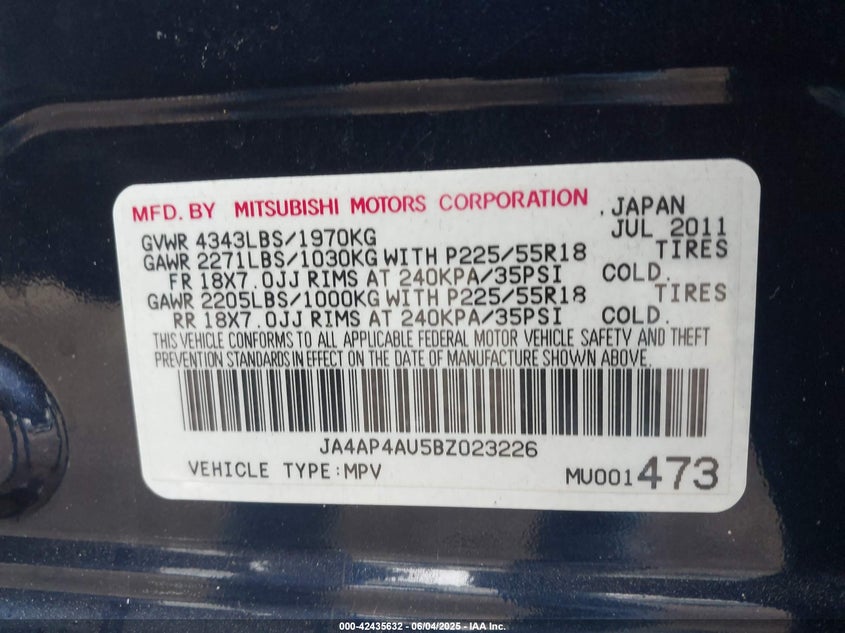 MFD. BY MITSUBISHI MOTORS CORPORATION , JAPAN
GVWR 4343LBS/1970KG JUL 2011
GAWR 2271LBS/1030KG WITH P225/55R18 TIRES
FR 18X7.0JJ RIMS AT 240KPA/35PSI COLD.
GAWR 2205LBS/1000KG WITH P225/55R18 TIRES
RR 18X7.0JJ RIMS AT 240KPA/35PSI COLD.
THIS VEHICLE CONFORMS TO ALL APPLICABLE FEDERAL MOTOR VEHICLE SAFETY AND THEFT
PREVENTION STANDARDS IN EFFECT ON THE DATE OF MANUFACTURE SHOWN ABOVE.
JA4AP4AU5BZ023226
VEHICLE TYPE:MPV MU001473
000-42435632 - 06/04/2025 - IAA Inc.